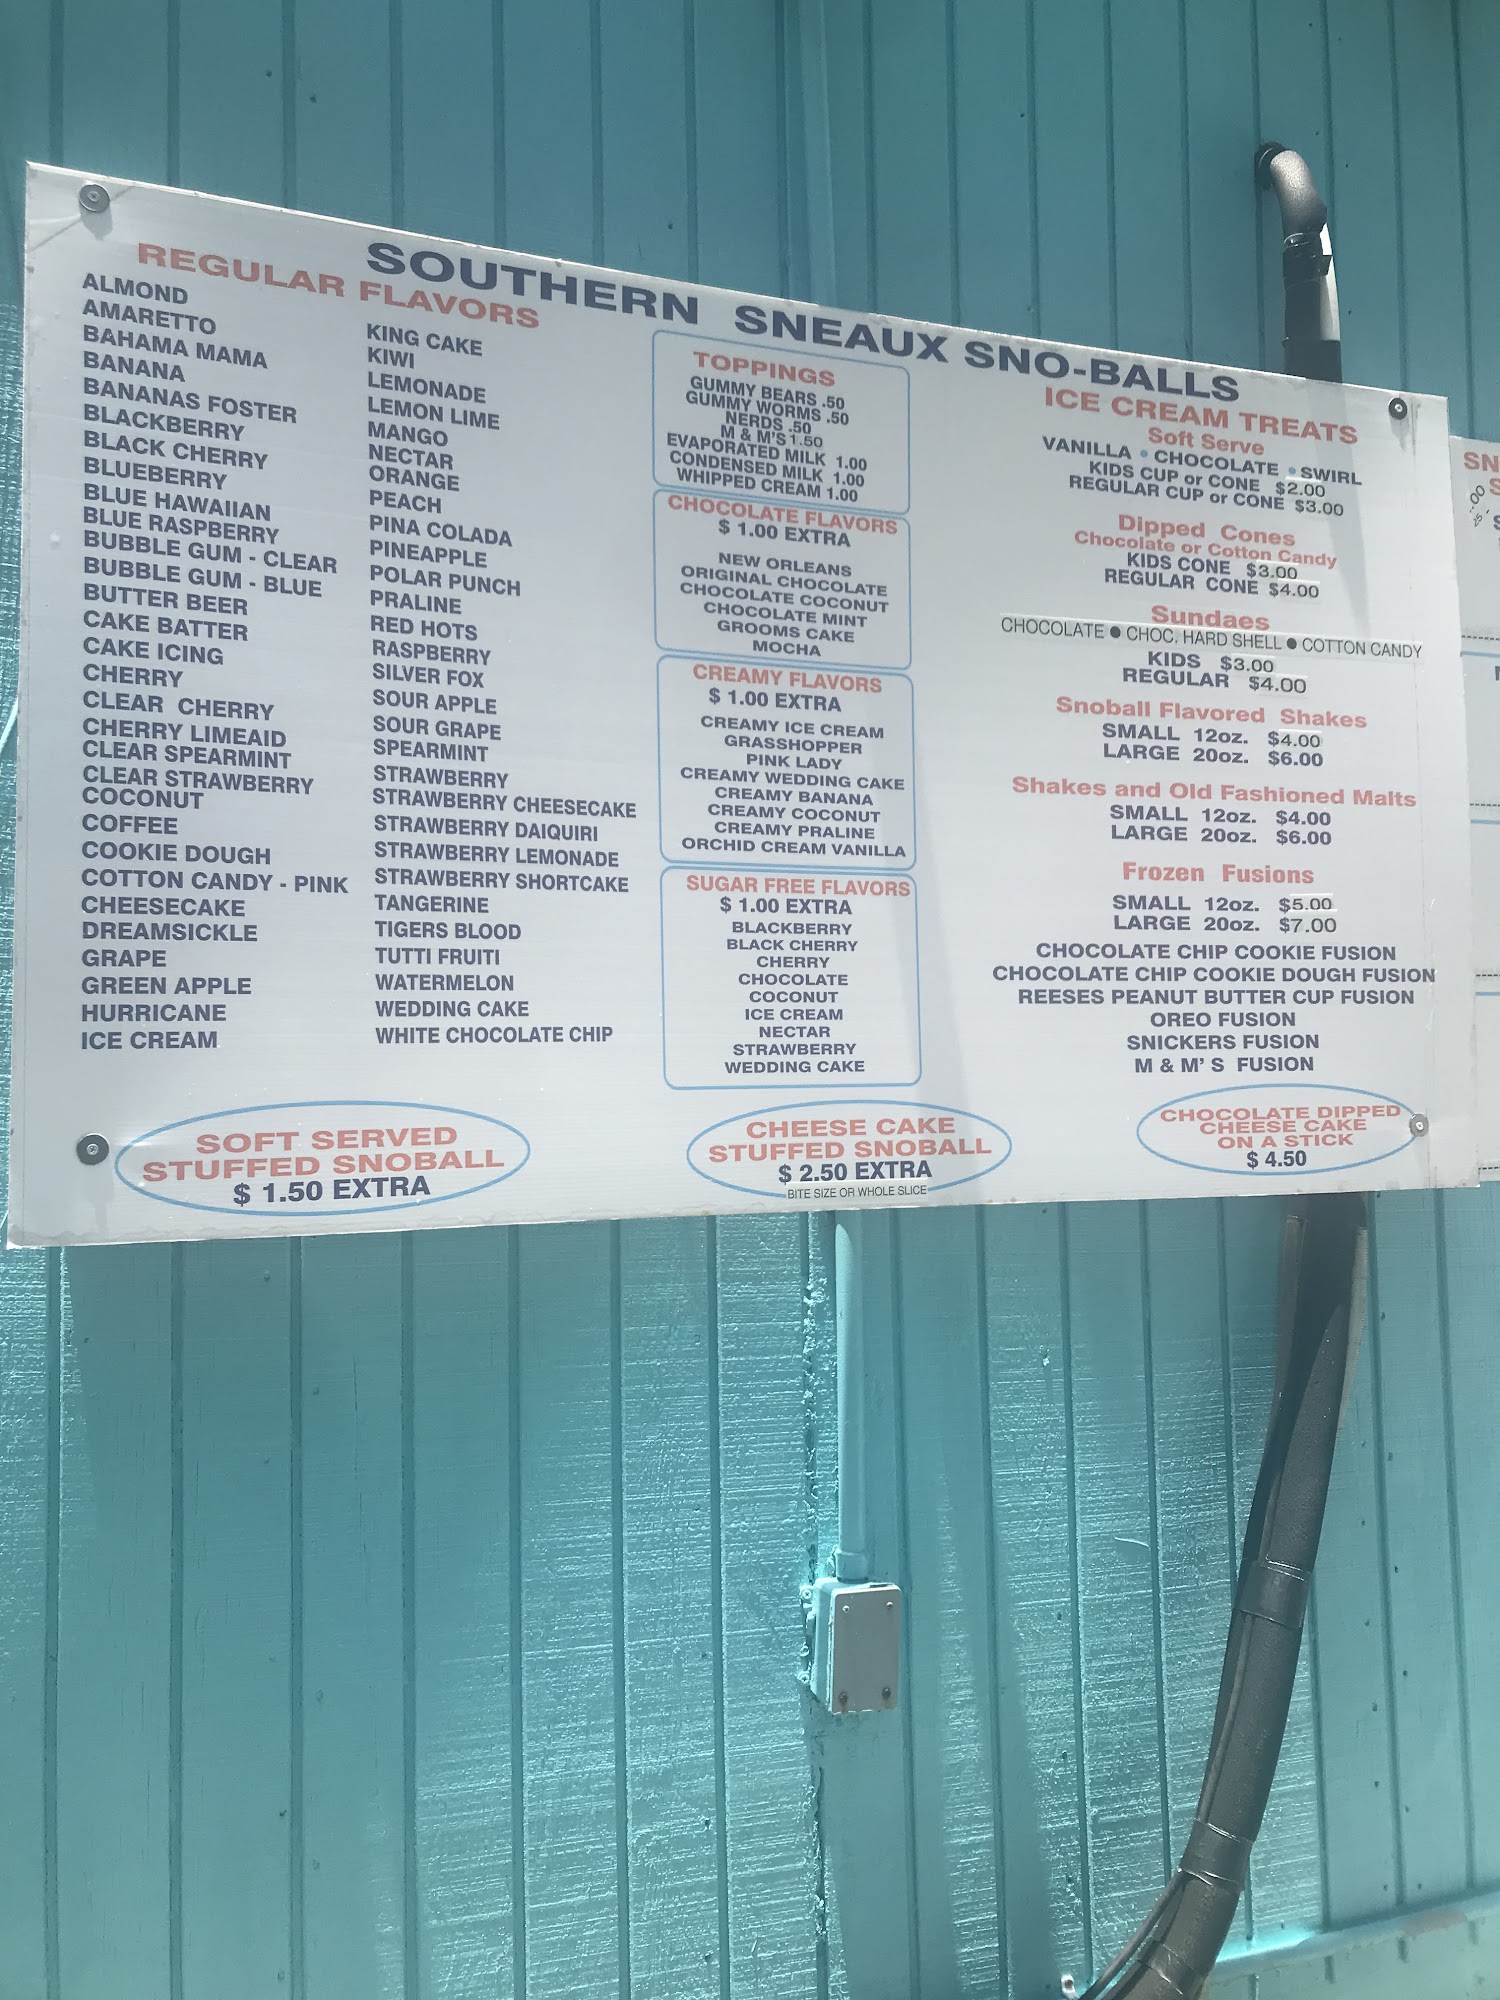 SOUTHERN SNEAUX SNO-BALLS
REGULAR FLAVORS
ALMOND
AMARETTO
BAHAMA MAMA
BANANA
BANANAS FOSTER
BLACKBERRY
BLACK CHERRY
BLUEBERRY
BLUE HAWAIIAN
BLUE RASPBERRY
BUBBLE GUM - CLEAR
BUBBLE GUM - BLUE
BUTTER BEER
CAKE BATTER
CAKE ICING
CHERRY
CLEAR CHERRY
CHERRY LIMEAID
CLEAR SPEARMINT
CLEAR STRAWBERRY
COCONUT
COFFEE
COOKIE DOUGH
COTTON CANDY - PINK
CHEESECAKE
DREAMSICKLE
GRAPE
GREEN APPLE
HURRICANE
ICE CREAM
KING CAKE
KIWI
LEMONADE
LEMON LIME
MANGO
NECTAR
ORANGE
PEACH
PINA COLADA
PINEAPPLE
POLAR PUNCH
PRALINE
RED HOTS
RASPBERRY
SILVER FOX
SOUR APPLE
SOUR GRAPE
SPEARMINT
STRAWBERRY
STRAWBERRY CHEESECAKE
STRAWBERRY DAIQUIRI
STRAWBERRY LEMONADE
STRAWBERRY SHORTCAKE
TANGERINE
TIGERS BLOOD
TUTTI FRUITI
WATERMELON
WEDDING CAKE
WHITE CHOCOLATE CHIP
TOPPINGS
GUMMY BEARS .50
GUMMY WORMS .50
NERDS .50
M & M'S 1.50
EVAPORATED MILK 1.00
CONDENSED MILK 1.00
WHIPPED CREAM 1.00
CHOCOLATE FLAVORS
$ 1.00 EXTRA
NEW ORLEANS
ORIGINAL CHOCOLATE
CHOCOLATE COCONUT
CHOCOLATE MINT
GROOMS CAKE
MOCHA
CREAMY FLAVORS
$ 1.00 EXTRA
CREAMY ICE CREAM
GRASSHOPPER
PINK LADY
CREAMY WEDDING CAKE
CREAMY BANANA
CREAMY COCONUT
CREAMY PRALINE
ORCHID CREAM VANILLA
SUGAR FREE FLAVORS
$ 1.00 EXTRA
BLACKBERRY
BLACK CHERRY
CHERRY
CHOCOLATE
COCONUT
ICE CREAM
NECTAR
STRAWBERRY
WEDDING CAKE
ICE CREAM TREATS
Soft Serve
VANILLA • CHOCOLATE • SWIRL
KIDS CUP or CONE $2.00
REGULAR CUP or CONE $3.00
Dipped Cones
Chocolate or Cotton Candy
KIDS CONE $3.00
REGULAR CONE $4.00
Sundaes
CHOCOLATE ● CHOC. HARD SHELL ● COTTON CANDY
KIDS $3.00
REGULAR $4.00
Snoball Flavored Shakes
SMALL 12oz. $4.00
LARGE 20oz. $6.00
Shakes and Old Fashioned Malts
SMALL 12oz. $4.00
LARGE 20oz. $6.00
Frozen Fusions
SMALL 12oz. $5.00
LARGE 20oz. $7.00
CHOCOLATE CHIP COOKIE FUSION
CHOCOLATE CHIP COOKIE DOUGH FUSION
REESES PEANUT BUTTER CUP FUSION
OREO FUSION
SNICKERS FUSION
M & M' S FUSION
SOFT SERVED
STUFFED SNOBALL
$ 1.50 EXTRA
CHEESE CAKE
STUFFED SNOBALL
$ 2.50 EXTRA
BITE SIZE OR WHOLE SLICE
CHOCOLATE DIPPED
CHEESE CAKE
ON A STICK
$ 4.50
SN